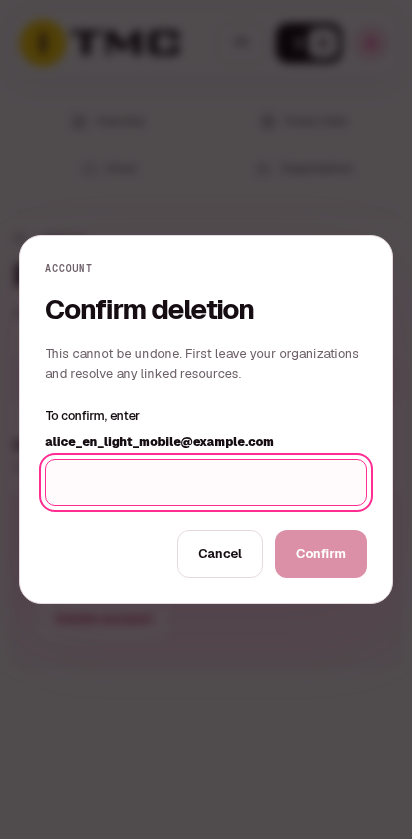 TMC
ACCOUNT
Confirm deletion
This cannot be undone. First leave your organizations
and resolve any linked resources.
To confirm, enter
alice_en_light_mobile@example.com
Cancel
Confirm